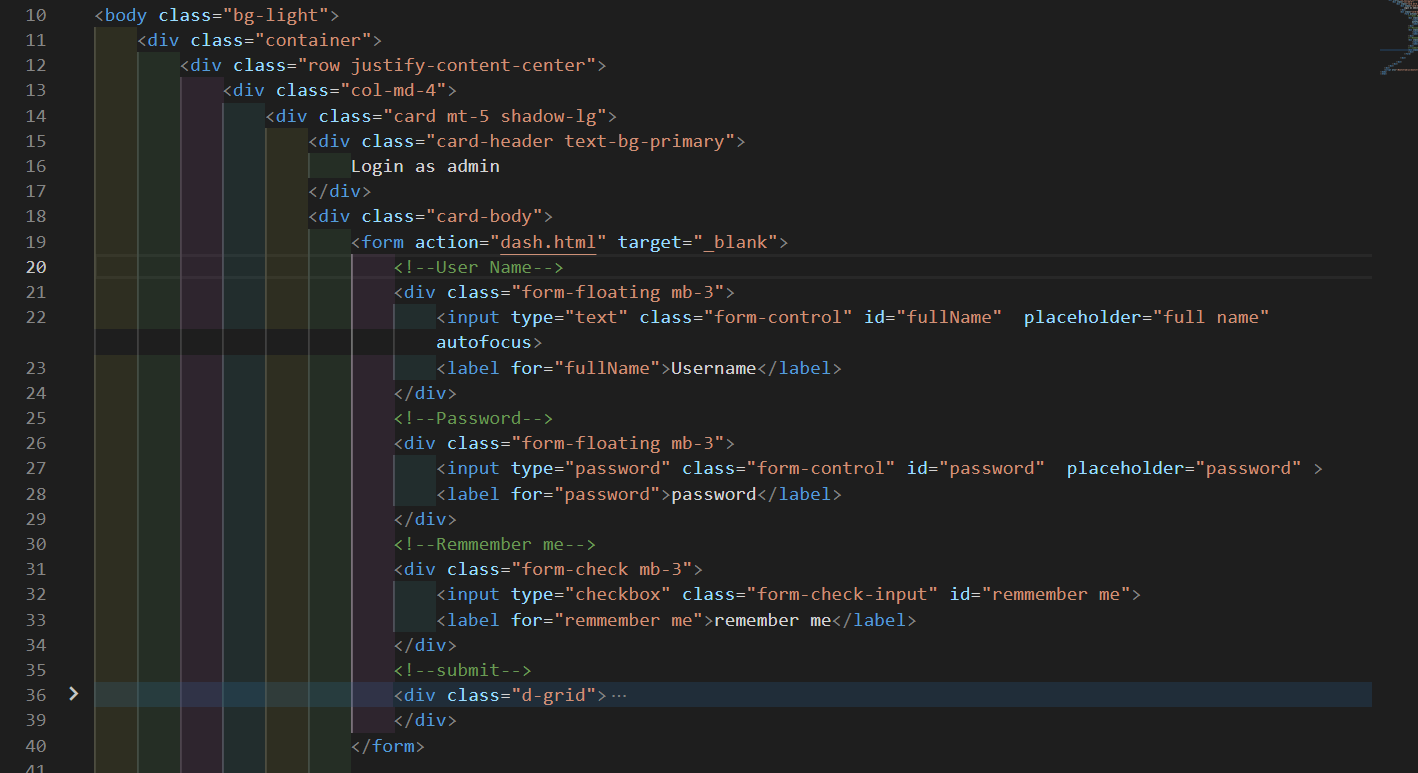 10 <body class="bg-light">
11 <div class="container">
12 <div class="row justify-content-center">
13 <div class="col-md-4">
14 <div class="card mt-5 shadow-lg">
15 <div class="card-header text-bg-primary">
16 Login as admin
17 </div>
18 <div class="card-body">
19 <form action="dash.html" target="_blank">
20 <!--User Name-->
21 <div class="form-floating mb-3">
22 <input type="text" class="form-control" id="fullName"  placeholder="full name"
autofocus>
23 <label for="fullName">Username</label>
24 </div>
25 <!--Password-->
26 <div class="form-floating mb-3">
27 <input type="password" class="form-control" id="password"  placeholder="password" >
28 <label for="password">password</label>
29 </div>
30 <!--Remmember me-->
31 <div class="form-check mb-3">
32 <input type="checkbox" class="form-check-input" id="remmember me">
33 <label for="remmember me">remember me</label>
34 </div>
35 <!--submit-->
36 <div class="d-grid">···
39 </div>
40 </form>
41